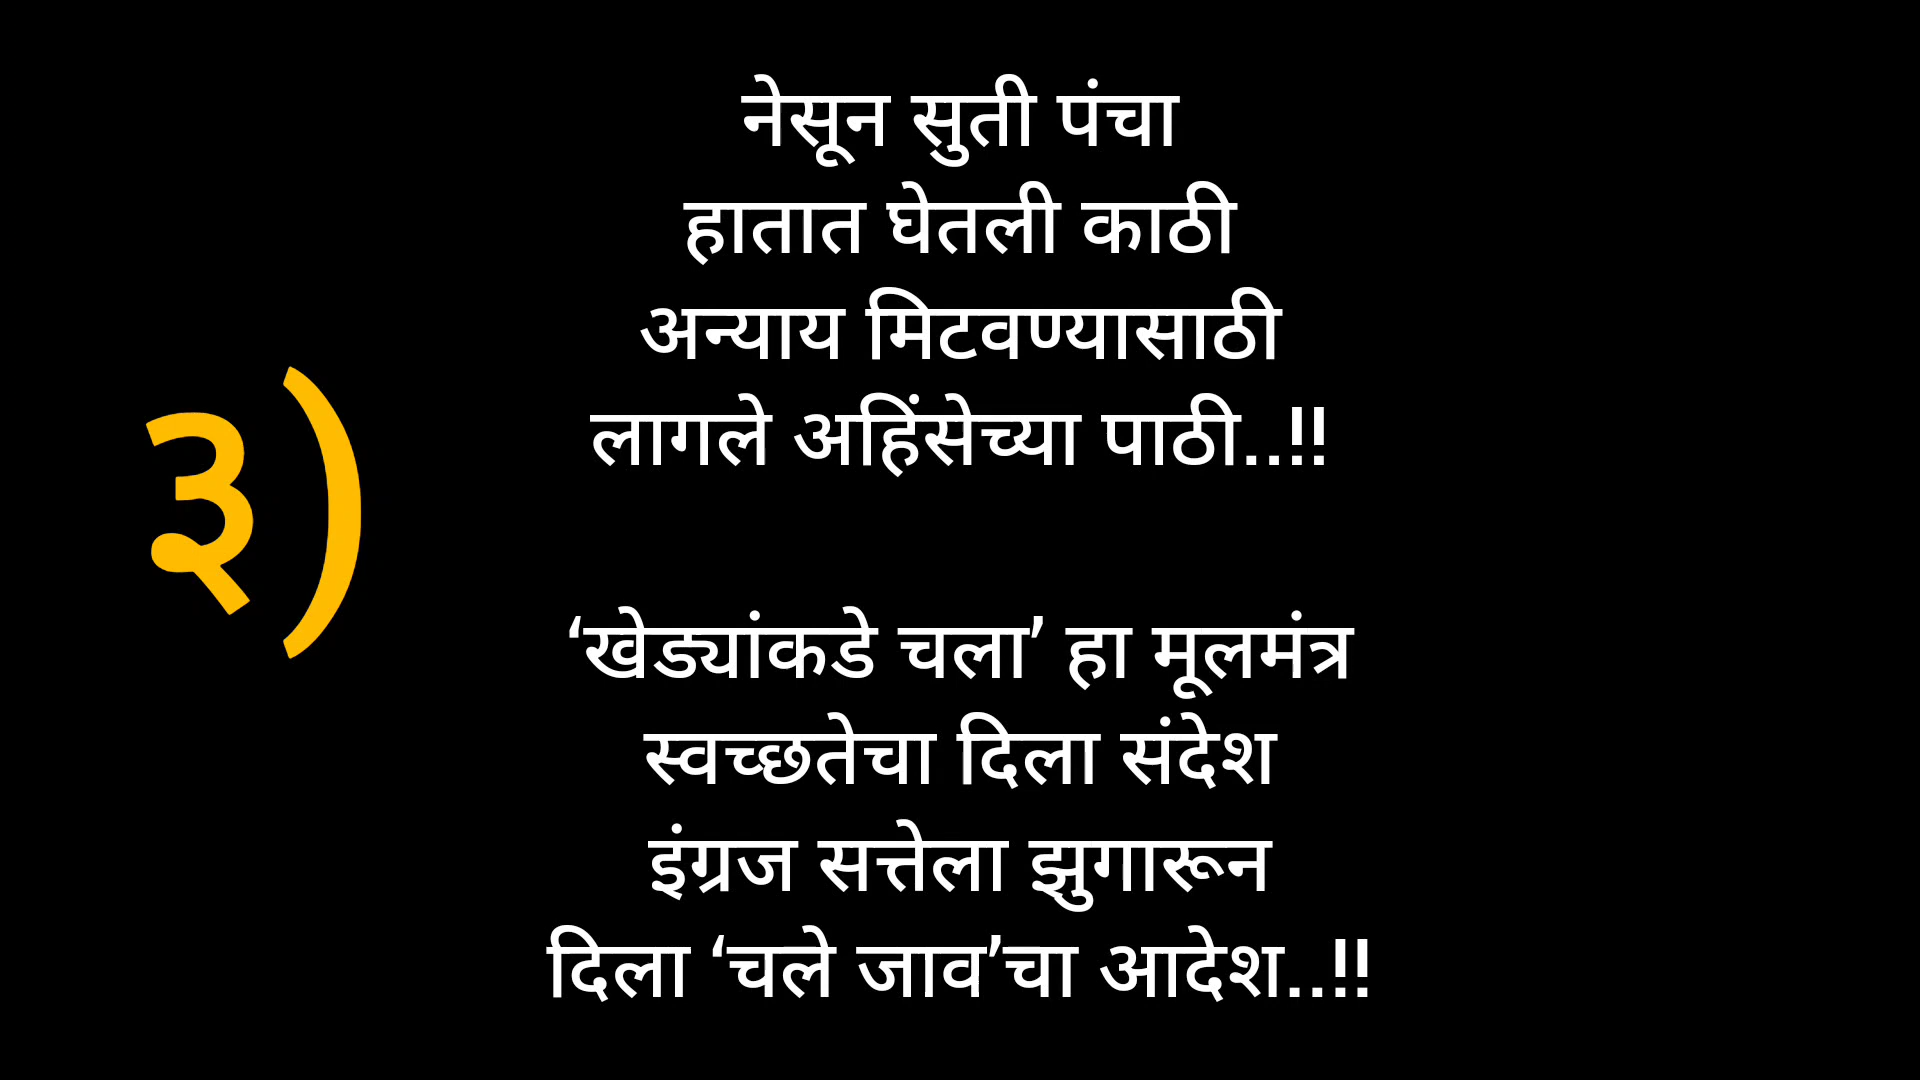 ३)
नेसून सुती पंचा
हातात घेतली काठी
अन्याय मिटवण्यासाठी
लागले अहिंसेच्या पाठी..!!
‘खेड्यांकडे चला’ हा मूलमंत्र
स्वच्छतेचा दिला संदेश
इंग्रज सत्तेला झुगारून
दिला ‘चले जाव’चा आदेश..!!